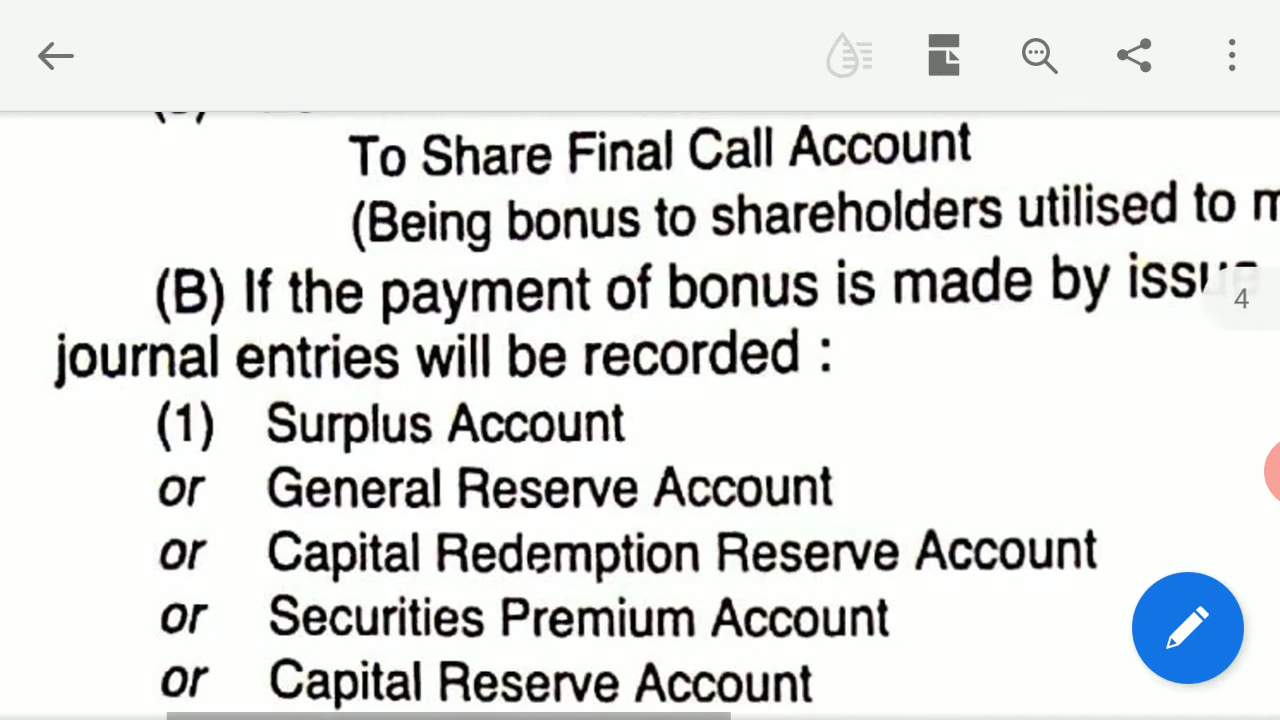 To Share Final Call Account
(Being bonus to shareholders utilised to
(B) If the payment of bonus is made by issue
4
journal entries will be recorded :
(1) Surplus Account
or General Reserve Account
or Capital Redemption Reserve Account
or Securities Premium Account
or Capital Reserve Account